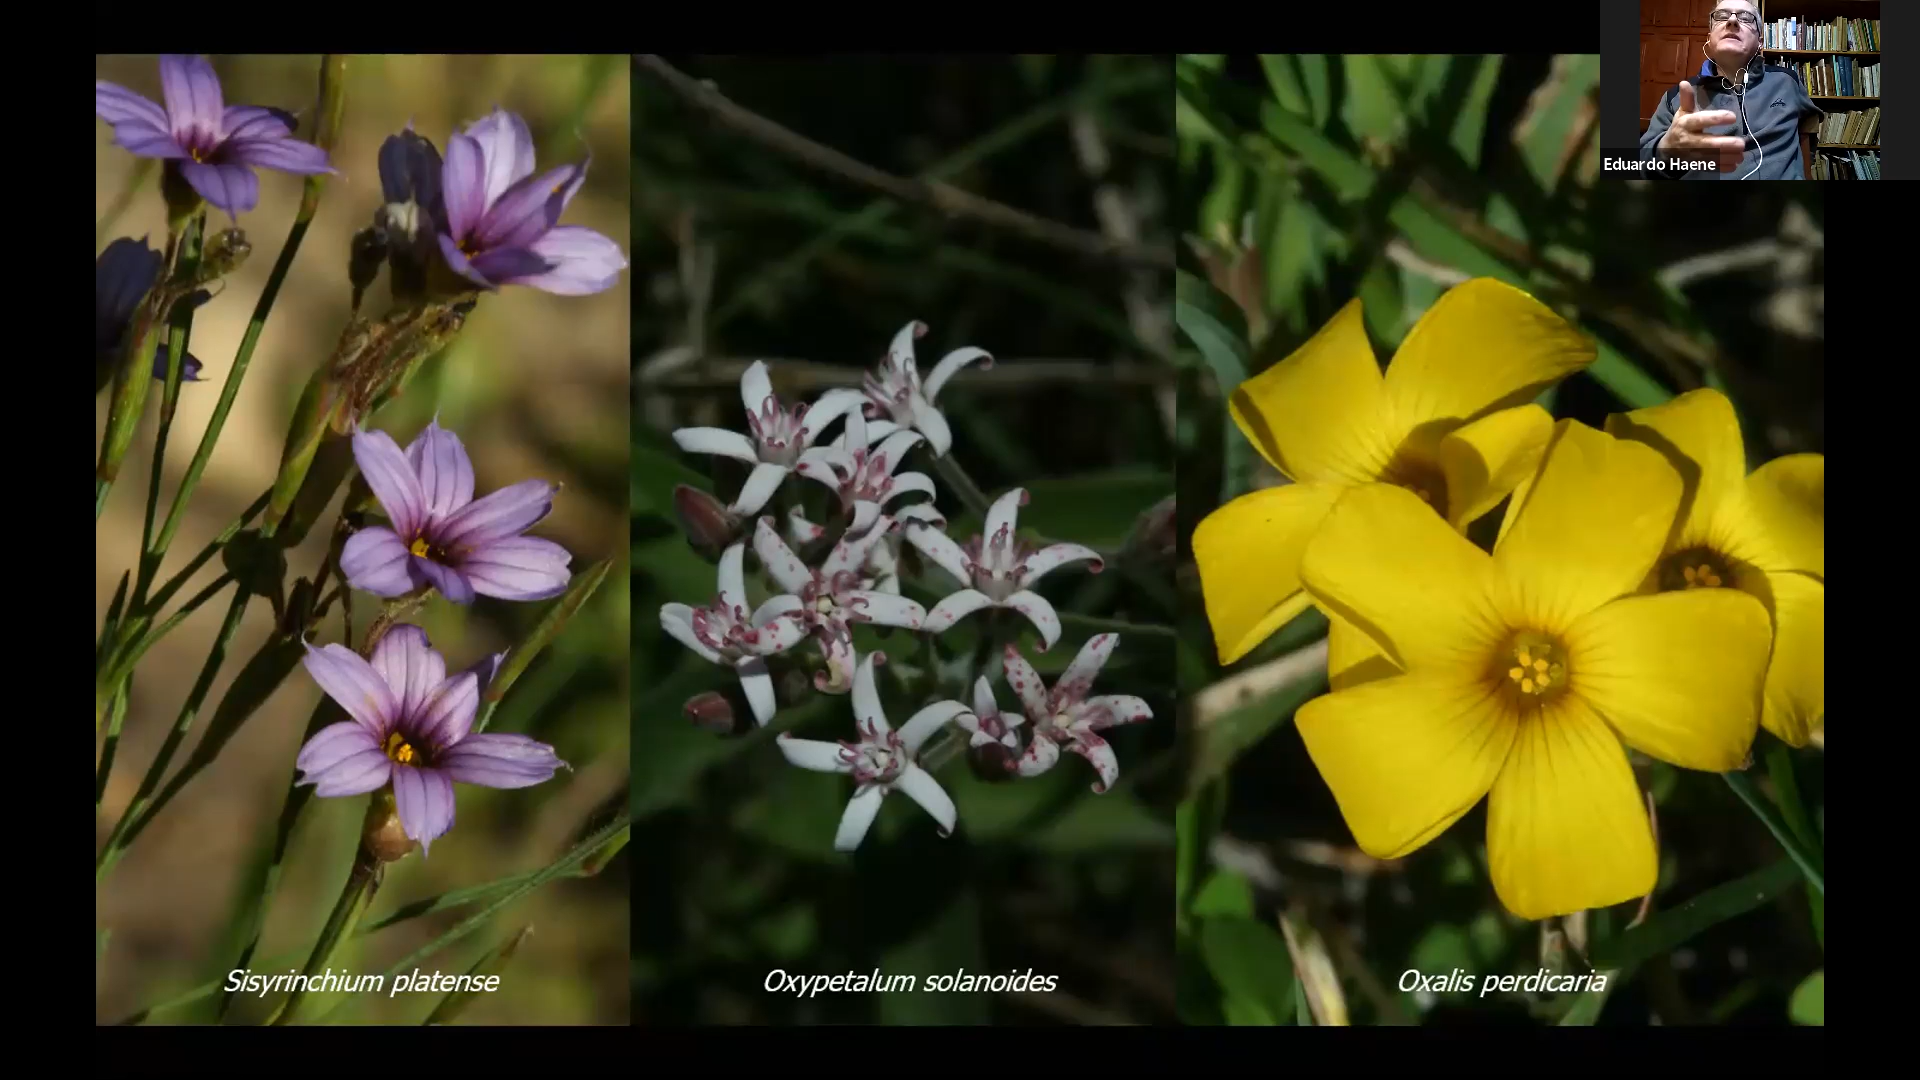 Eduardo Haene
Sisyrinchium platense
Oxypetalum solanoides
Oxalis perdicaria